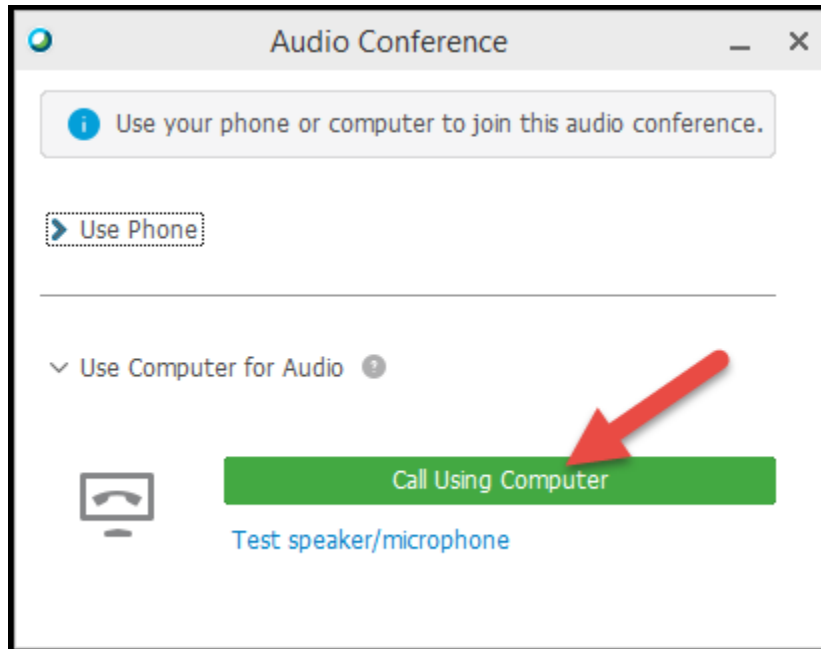 Audio Conference
Use your phone or computer to join this audio conference.
Use Phone
Use Computer for Audio
Call Using Computer
Test speaker/microphone